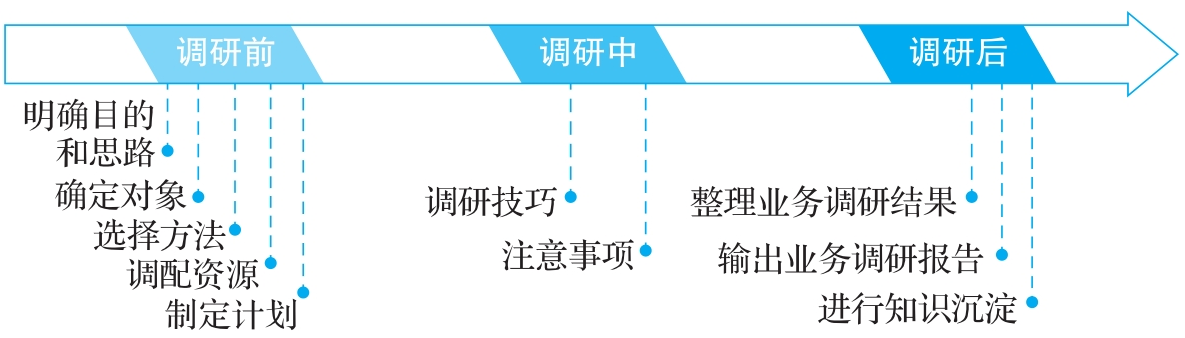 调研前
调研中
调研后
明确目的
和思路
确定对象
选择方法
调配资源
制定计划
调研技巧
注意事项
整理业务调研结果
输出业务调研报告
进行知识沉淀